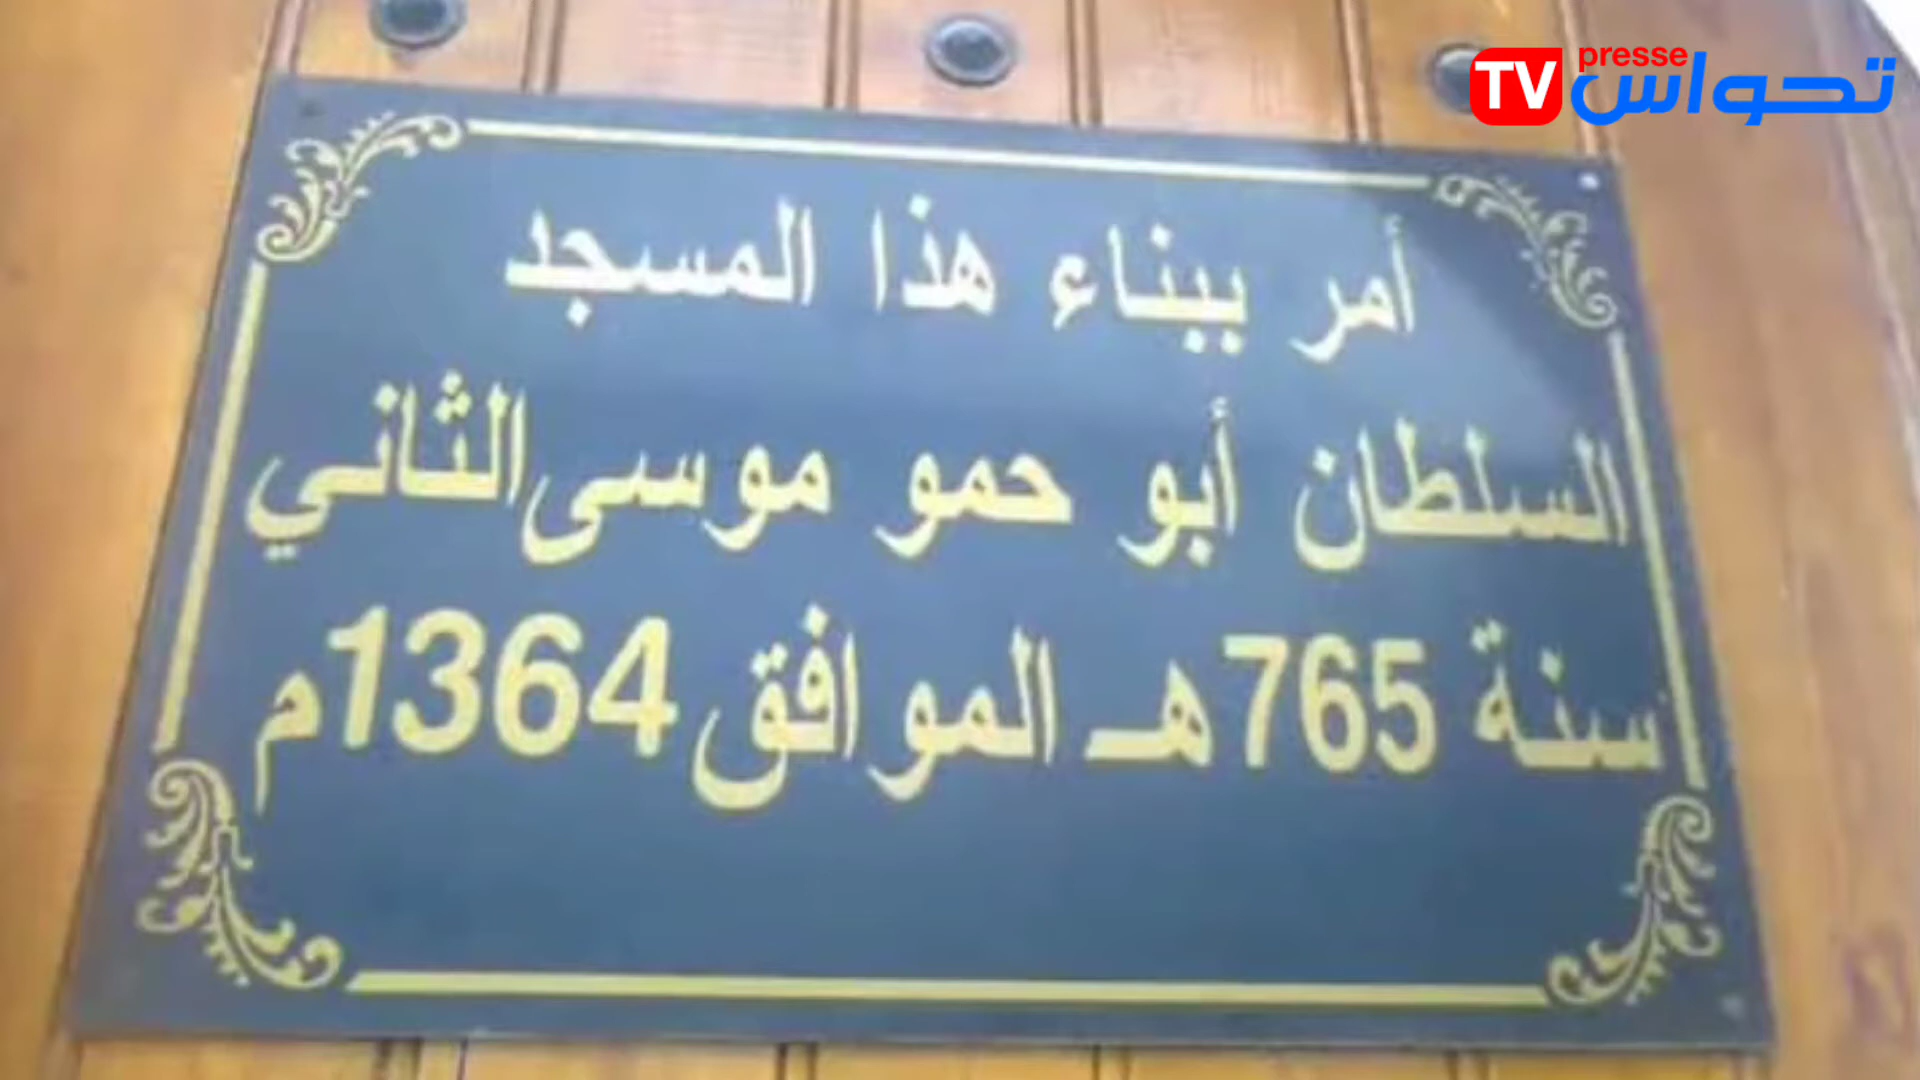 TV presse تحواس
أمر ببناء هذا المسجد
السلطان أبو حمو موسى الثاني
سنة 765هـ الموافق 1364م